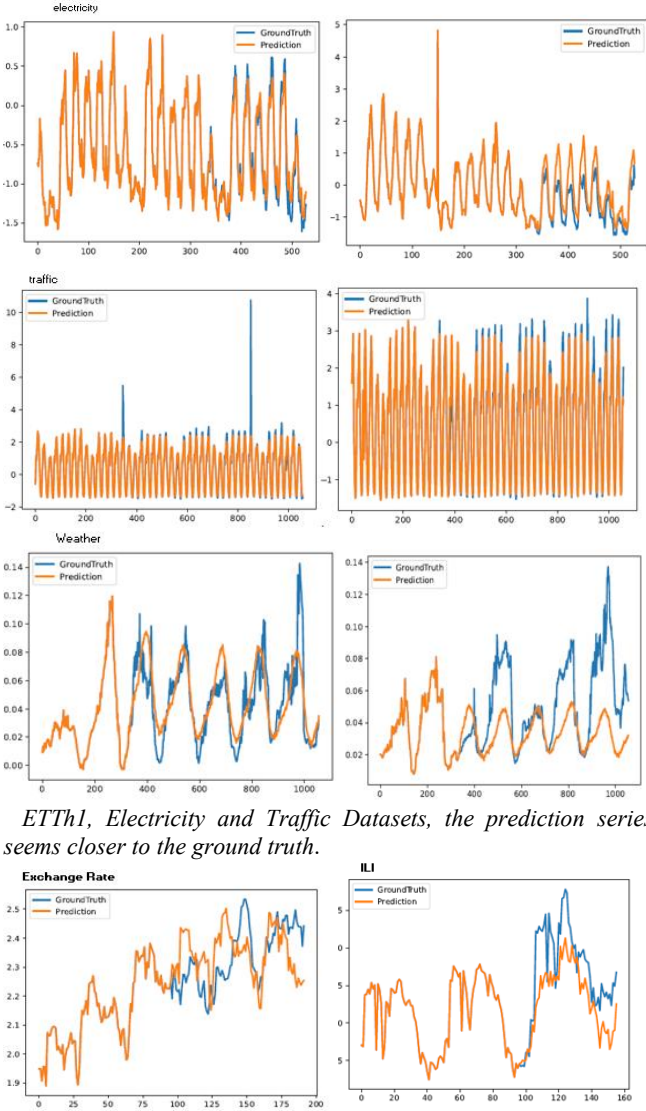 electricity
GroundTruth
Prediction
1.0
0.5
0.0
-0.5
-1.0
-1.5
0 100 200 300 400 500
GroundTruth
Prediction
5
4
3
2
1
0
−1
0 100 200 300 400 500
traffic
GroundTruth
Prediction
10
8
6
4
2
0
−2
0 200 400 600 800 1000
GroundTruth
Prediction
4
3
2
1
0
−1
0 200 400 600 800 1000
Weather
GroundTruth
Prediction
0.14
0.12
0.10
0.08
0.06
0.04
0.02
0.00
0 200 400 600 800 1000
GroundTruth
Prediction
0.14
0.12
0.10
0.08
0.06
0.04
0.02
0 200 400 600 800 1000
ETTh1, Electricity and Traffic Datasets, the prediction series
seems closer to the ground truth.
Exchange Rate
GroundTruth
Prediction
2.5
2.4
2.3
2.2
2.1
2.0
1.9
0 25 50 75 100 125 150 175 200
ILI
GroundTruth
Prediction
5
0
5
0
5
0 20 40 60 80 100 120 140 160